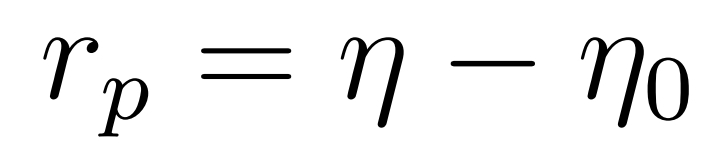 r_p = η − η_0